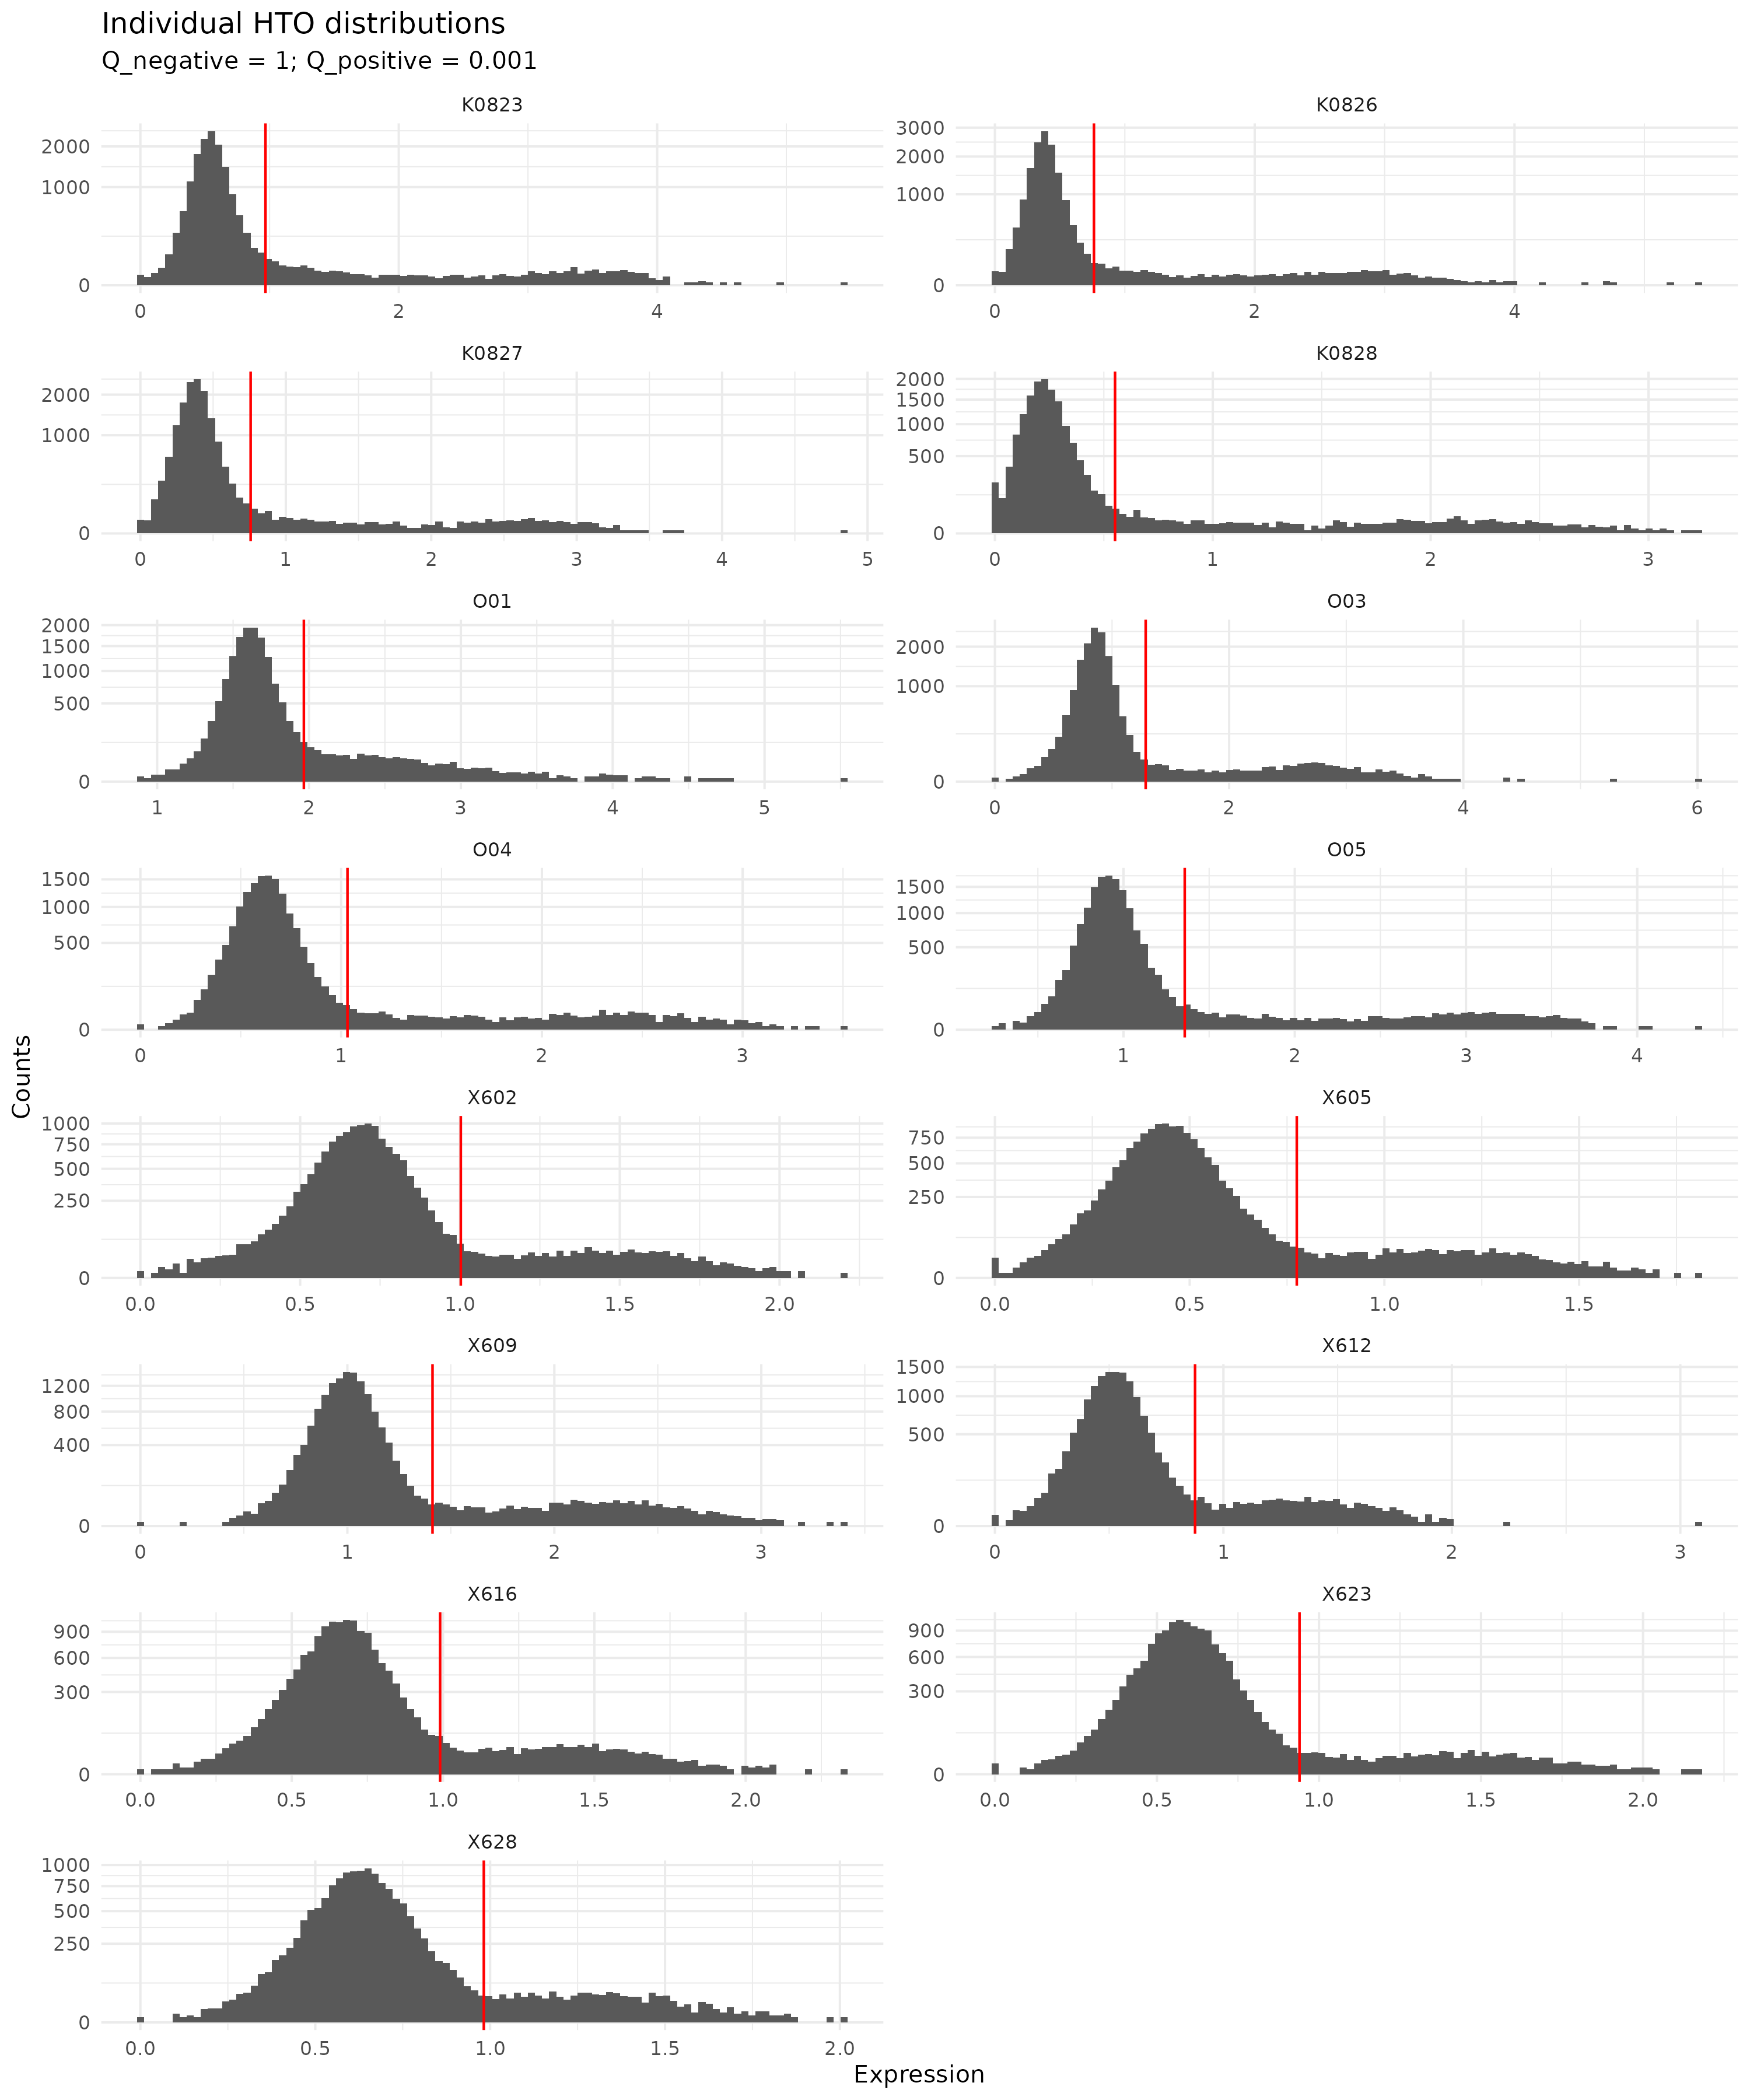 Individual HTO distributions
Q_negative = 1; Q_positive = 0.001
K0823 K0826
2000
1000
0
0 2 4
3000
2000
1000
0
0 2 4
K0827 K0828
2000
1000
0
0 1 2 3 4 5
2000
1500
1000
500
0
0 1 2 3
O01 O03
2000
1500
1000
500
0
1 2 3 4 5
2000
1000
0
0 2 4 6
O04 O05
1500
1000
500
0
0 1 2 3
1500
1000
500
0
1 2 3 4
Counts
X602 X605
1000
750
500
250
0
0.0 0.5 1.0 1.5 2.0
750
500
250
0
0.0 0.5 1.0 1.5
X609 X612
1200
800
400
0
0 1 2 3
1500
1000
500
0
0 1 2 3
X616 X623
900
600
300
0
0.0 0.5 1.0 1.5 2.0
900
600
300
0
0.0 0.5 1.0 1.5 2.0
X628
1000
750
500
250
0
0.0 0.5 1.0 1.5 2.0
Expression